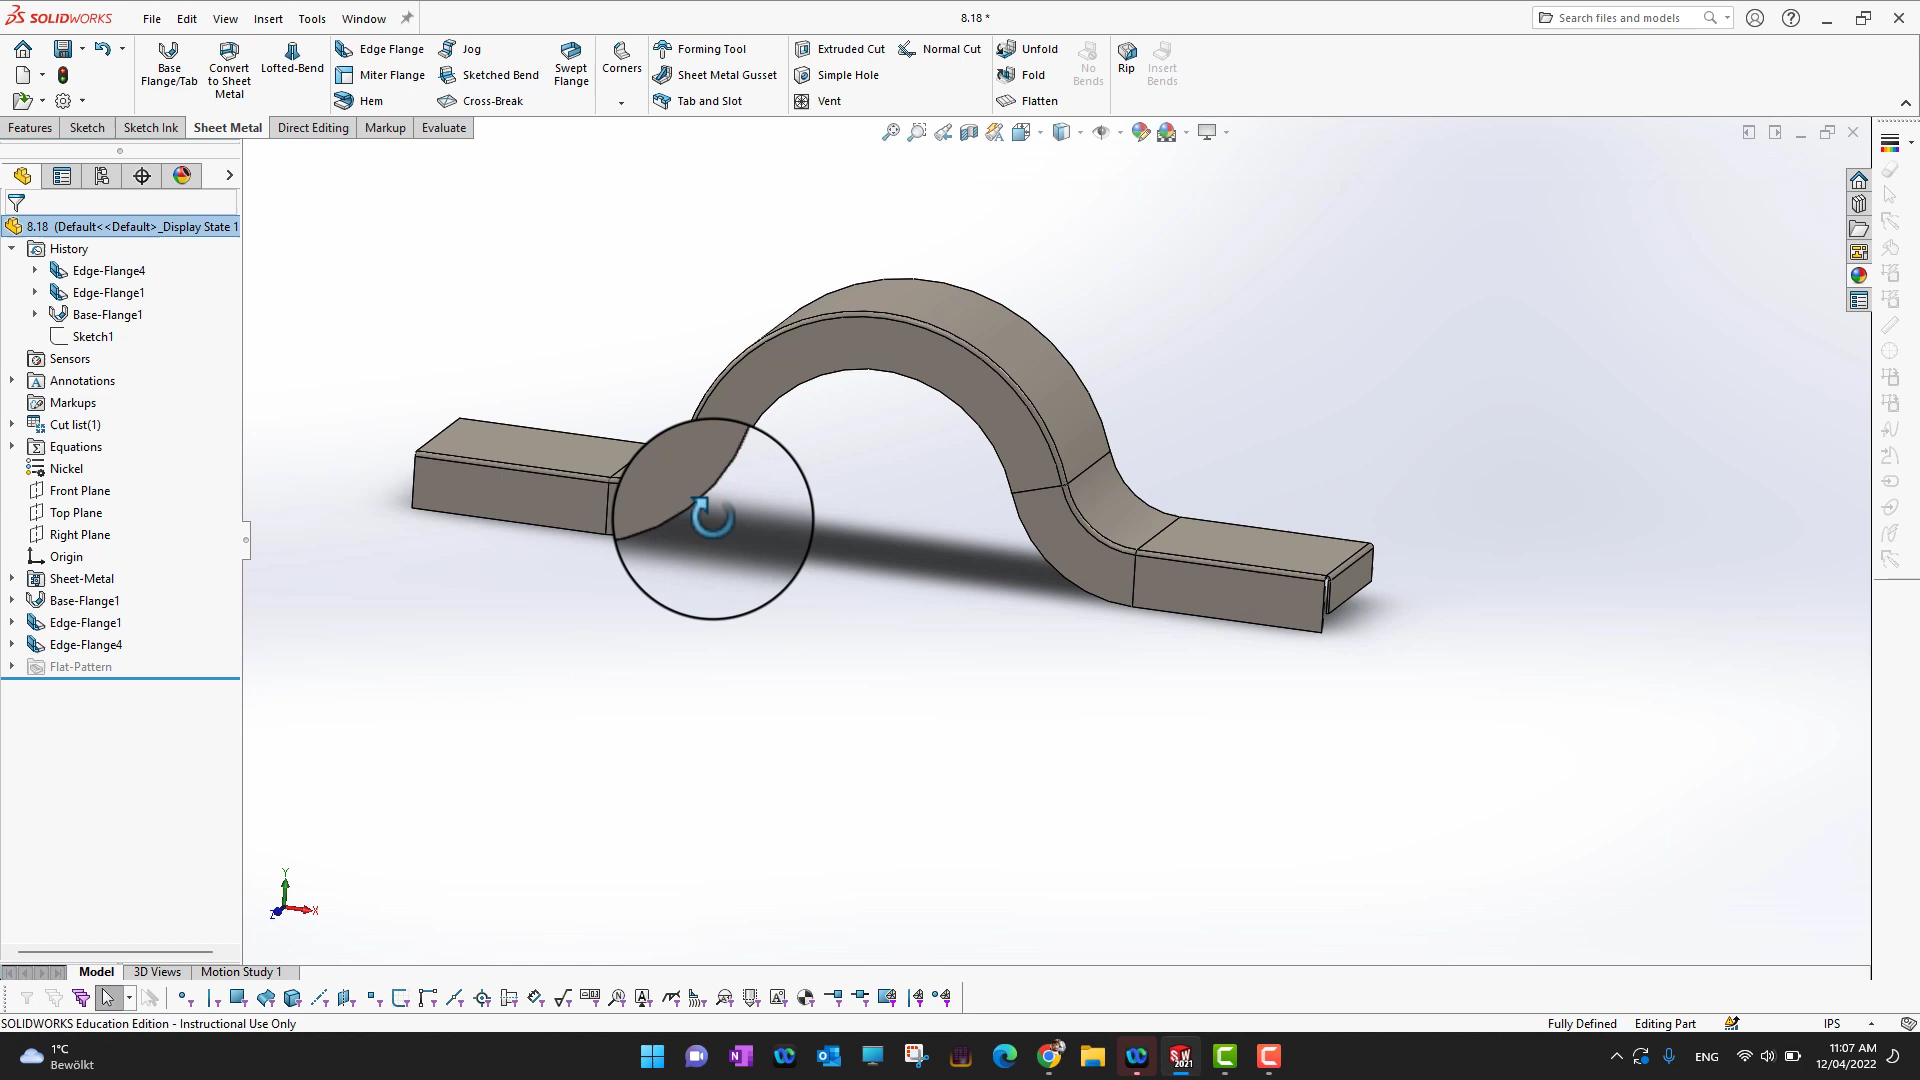 SOLIDWORKS File Edit View Insert Tools Window 8.18 * Search files and models
Base Flange/Tab
Convert to Sheet Metal
Lofted-Bend
Edge Flange
Miter Flange
Hem
Jog
Sketched Bend
Cross-Break
Swept Flange
Corners
Forming Tool
Sheet Metal Gusset
Tab and Slot
Extruded Cut
Simple Hole
Vent
Normal Cut
Unfold
Fold
Flatten
No Bends
Rip
Insert Bends
Features Sketch Sketch Ink Sheet Metal Direct Editing Markup Evaluate
8.18 (Default<<Default>_Display State 1
History
Edge-Flange4
Edge-Flange1
Base-Flange1
Sketch1
Sensors
Annotations
Markups
Cut list(1)
Equations
Nickel
Front Plane
Top Plane
Right Plane
Origin
Sheet-Metal
Base-Flange1
Edge-Flange1
Edge-Flange4
Flat-Pattern
Y
Z X
Model 3D Views Motion Study 1
SOLIDWORKS Education Edition - Instructional Use Only Fully Defined Editing Part IPS
1°C
Bewölkt
ENG
11:07 AM
12/04/2022